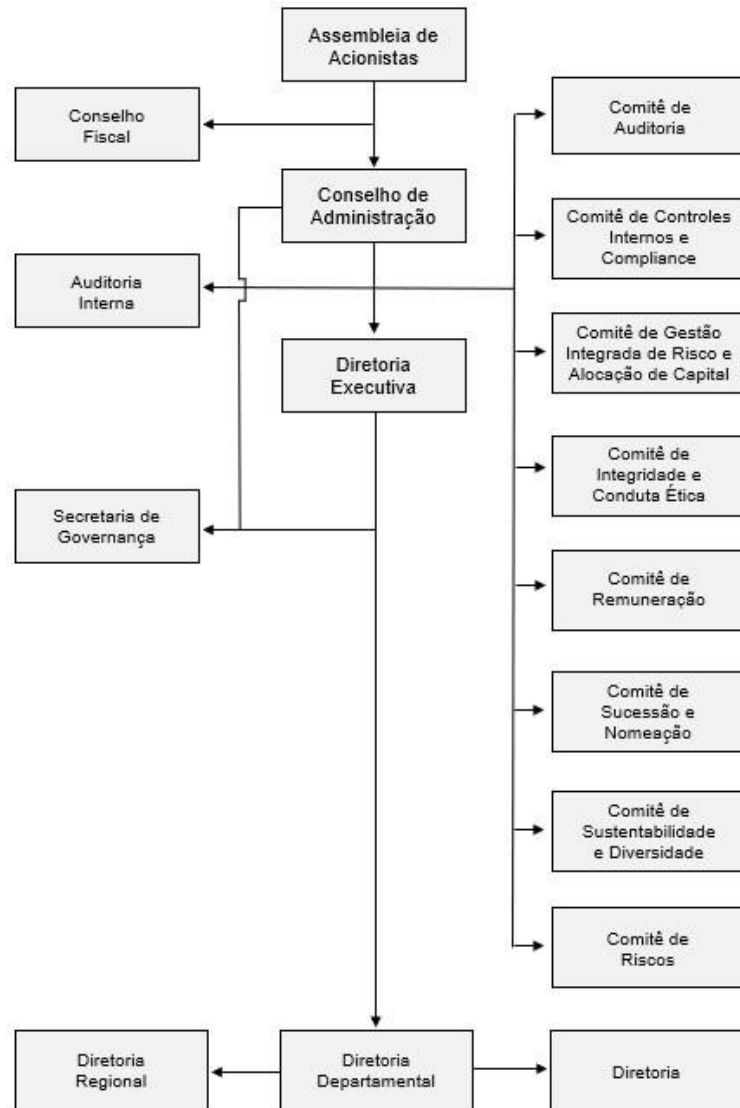 Assembleia de
Acionistas
Conselho
Fiscal
Comitê de
Auditoria
Conselho de
Administração
Comitê de Controles
Internos e
Compliance
Auditoria
Interna
Comitê de Gestão
Integrada de Risco e
Alocação de Capital
Diretoria
Executiva
Comitê de
Integridade e
Conduta Ética
Secretaria de
Governança
Comitê de
Remuneração
Comitê de
Sucessão e
Nomeação
Comitê de
Sustentabilidade
e Diversidade
Comitê de
Riscos
Diretoria
Regional
Diretoria
Departamental
Diretoria